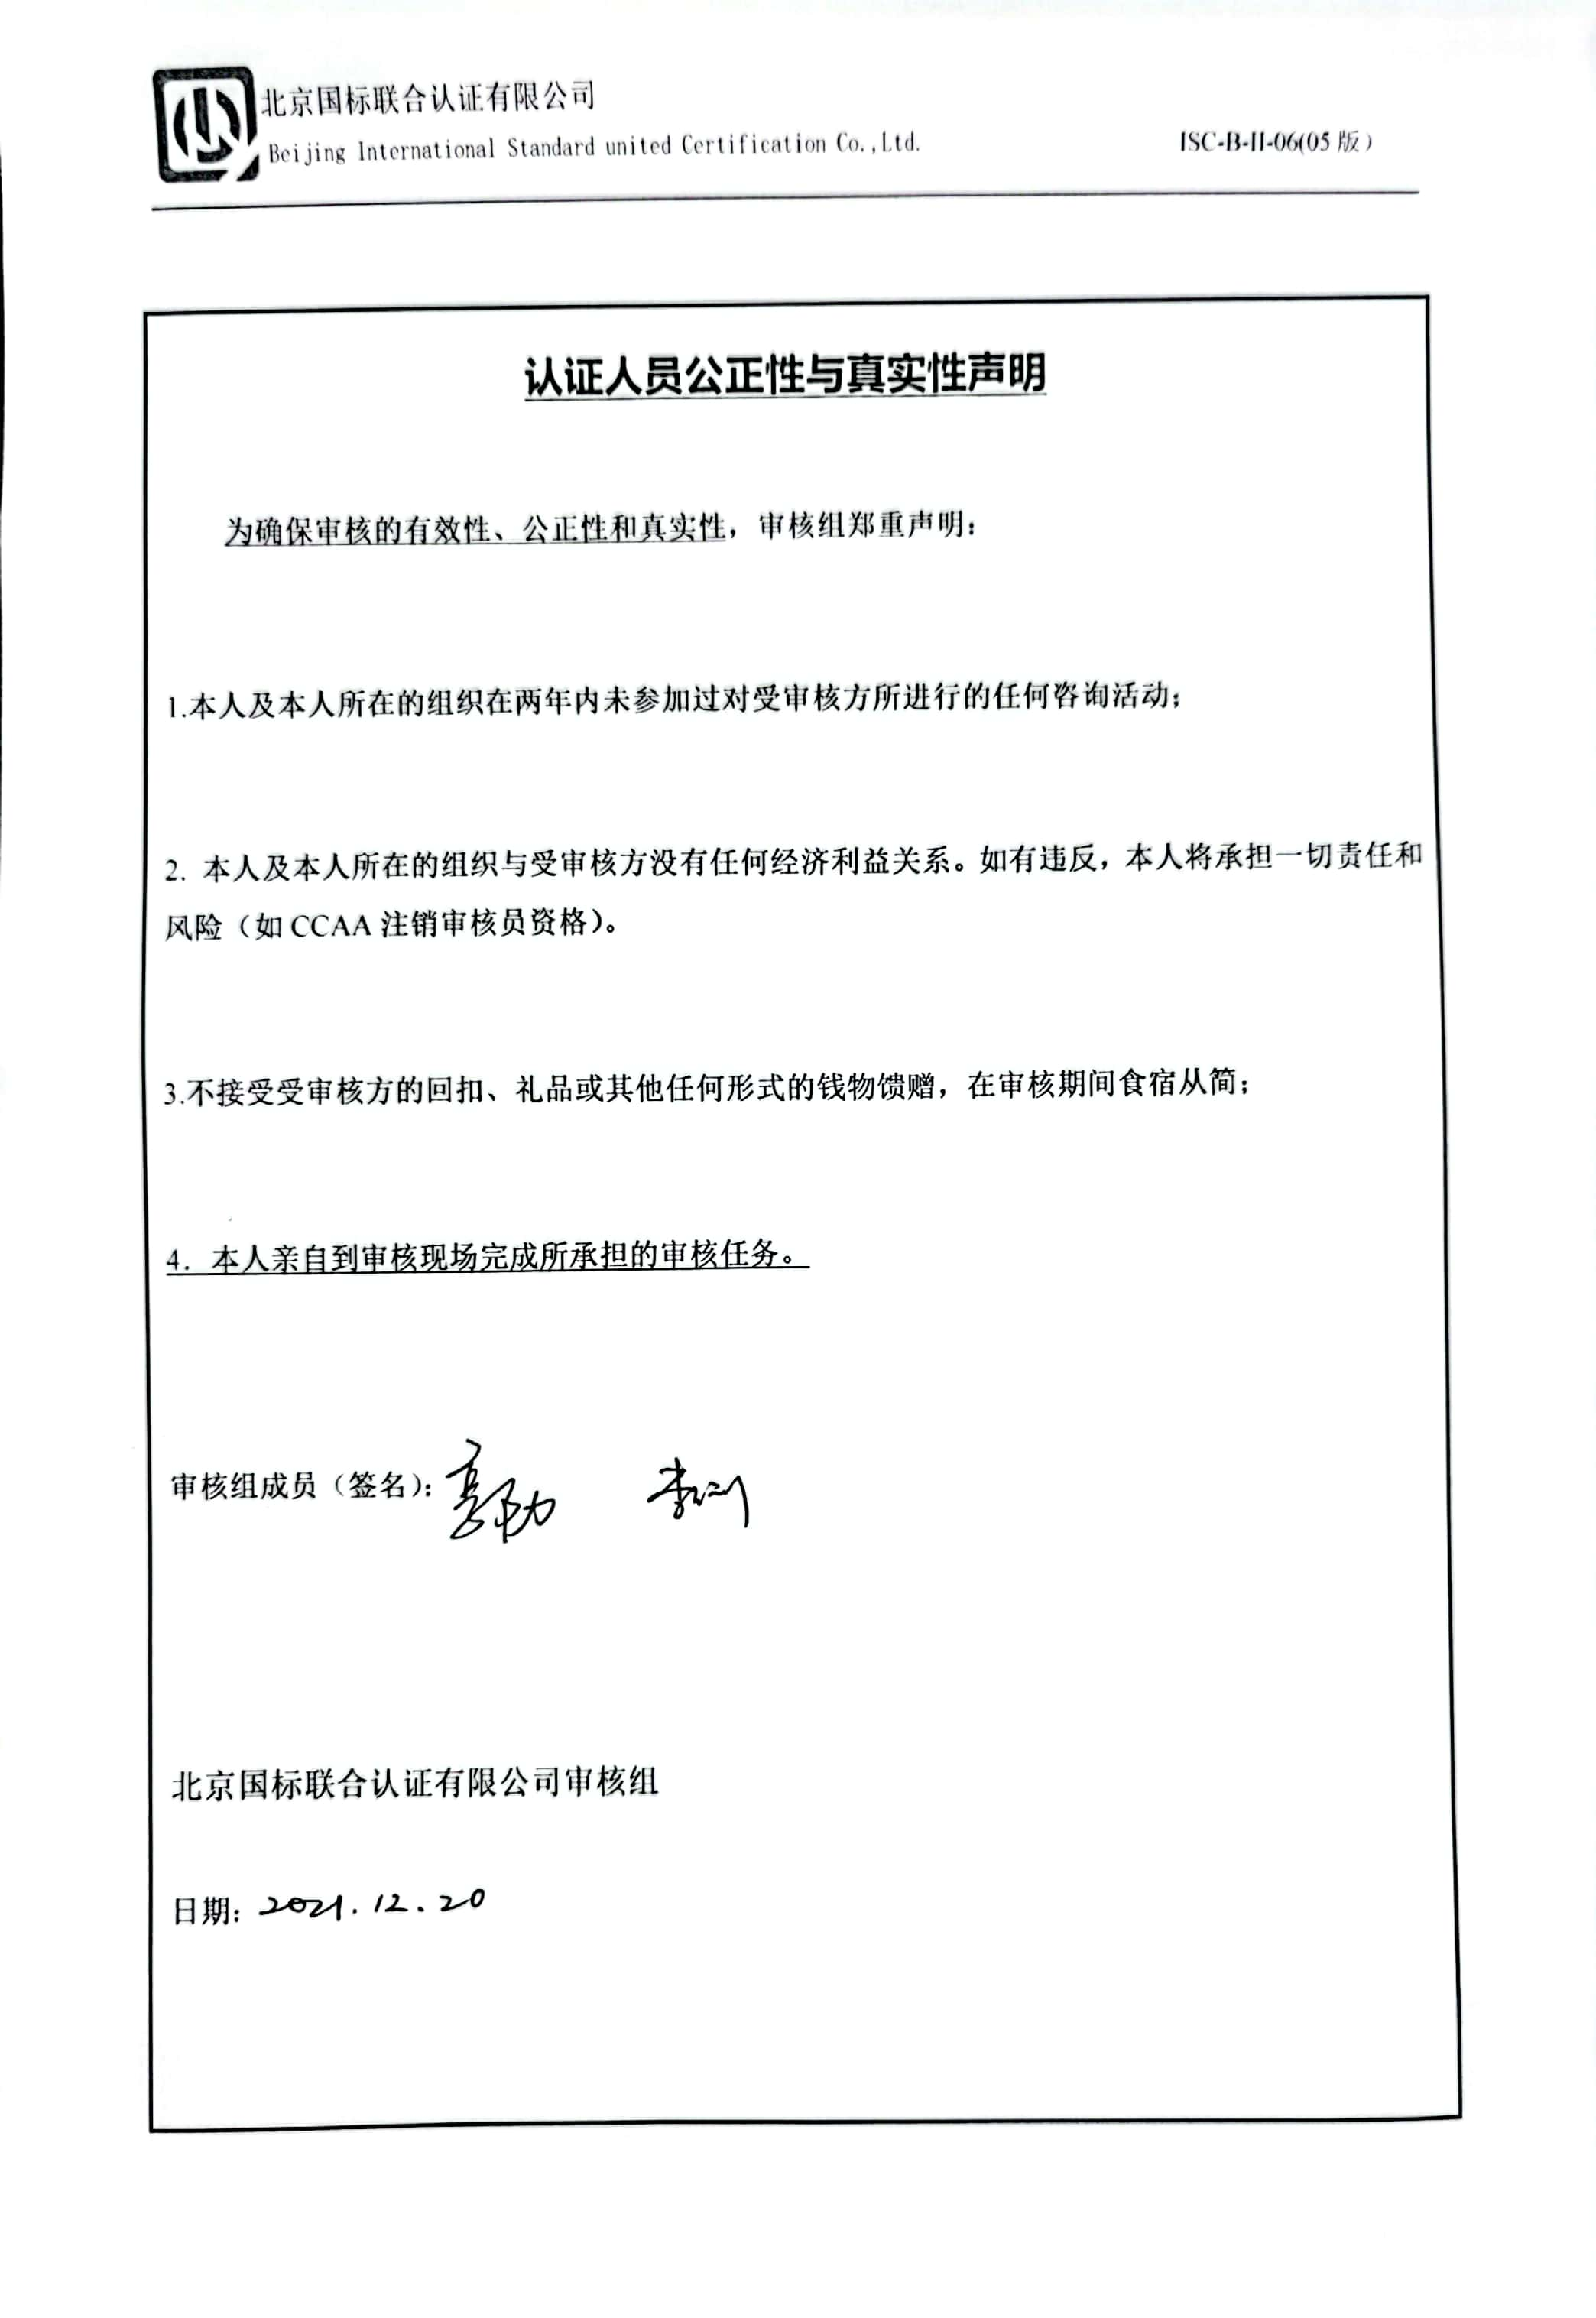 北京国标联合认证有限公司
Beijing International Standard united Certification Co.,Ltd.
ISC-B-II-06(05版)
认证人员公正性与真实性声明
为确保审核的有效性、公正性和真实性，审核组郑重声明：
1.本人及本人所在的组织在两年内未参加过对受审核方所进行的任何咨询活动；
2. 本人及本人所在的组织与受审核方没有任何经济利益关系。如有违反，本人将承担一切责任和
风险（如 CCAA 注销审核员资格）。
3.不接受受审核方的回扣、礼品或其他任何形式的钱物馈赠，在审核期间食宿从简；
4. 本人亲自到审核现场完成所承担的审核任务。
审核组成员（签名）：
北京国标联合认证有限公司审核组
日期：2021.12.20